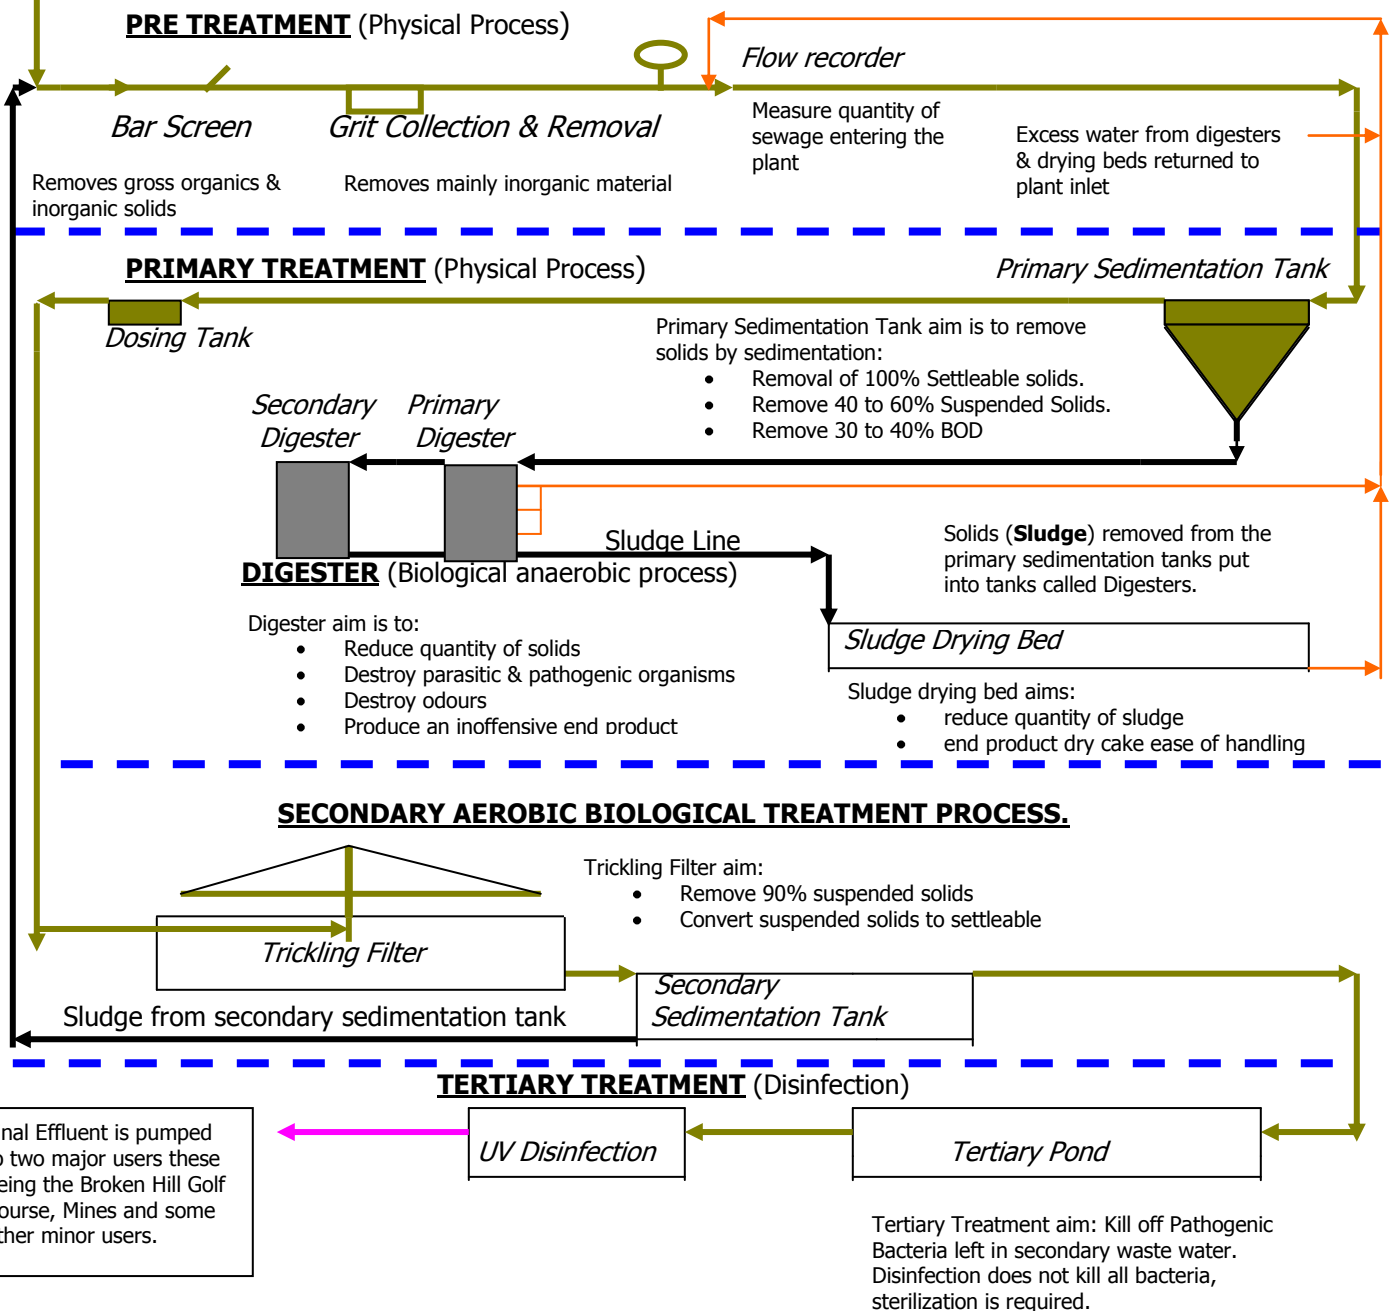 PRE TREATMENT (Physical Process)
Flow recorder
Bar Screen
Grit Collection & Removal
Measure quantity of
sewage entering the
plant
Excess water from digesters
& drying beds returned to
plant inlet
Removes gross organics &
inorganic solids
Removes mainly inorganic material
PRIMARY TREATMENT (Physical Process)
Primary Sedimentation Tank
Dosing Tank
Primary Sedimentation Tank aim is to remove
solids by sedimentation:
• Removal of 100% Settleable solids.
• Remove 40 to 60% Suspended Solids.
• Remove 30 to 40% BOD
Secondary
Digester
Primary
Digester
Sludge Line
Solids (Sludge) removed from the
primary sedimentation tanks put
into tanks called Digesters.
DIGESTER (Biological anaerobic process)
Digester aim is to:
• Reduce quantity of solids
• Destroy parasitic & pathogenic organisms
• Destroy odours
• Produce an inoffensive end product
Sludge Drying Bed
Sludge drying bed aims:
• reduce quantity of sludge
• end product dry cake ease of handling
SECONDARY AEROBIC BIOLOGICAL TREATMENT PROCESS.
Trickling Filter aim:
• Remove 90% suspended solids
• Convert suspended solids to settleable
Trickling Filter
Secondary
Sedimentation Tank
Sludge from secondary sedimentation tank
TERTIARY TREATMENT (Disinfection)
nal Effluent is pumped
o two major users these
eing the Broken Hill Golf
ourse, Mines and some
ther minor users.
UV Disinfection
Tertiary Pond
Tertiary Treatment aim: Kill off Pathogenic
Bacteria left in secondary waste water.
Disinfection does not kill all bacteria,
sterilization is required.